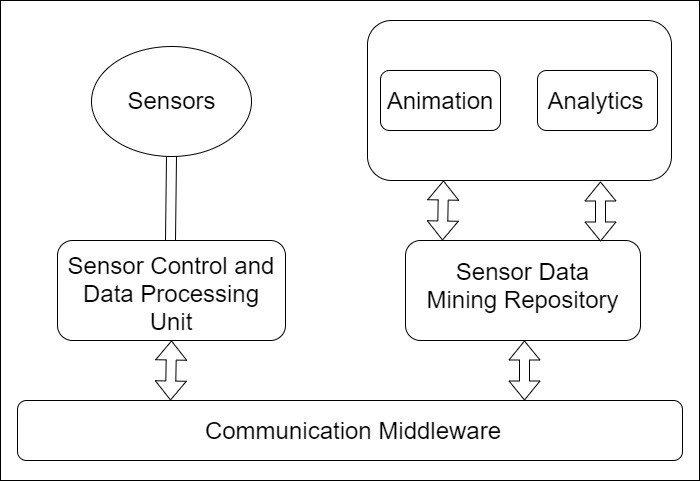 Sensors
Animation
Analytics
Sensor Control and
Data Processing
Unit
Sensor Data
Mining Repository
Communication Middleware